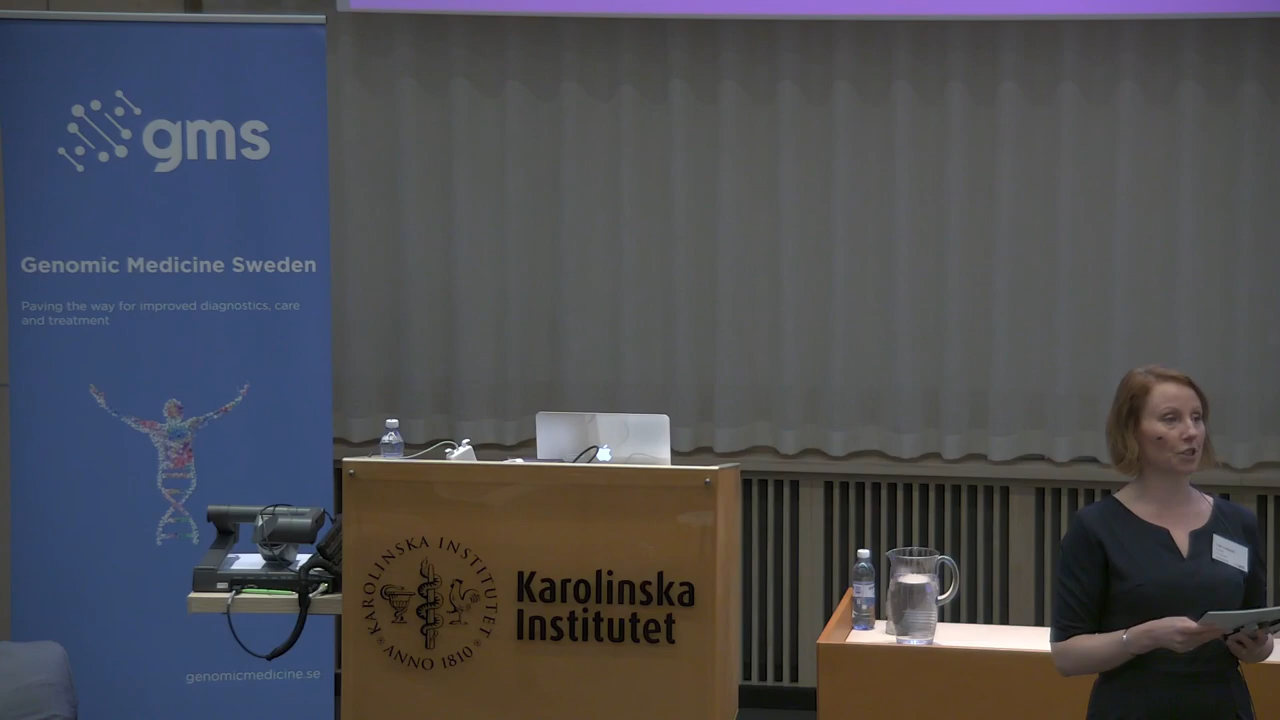 gms
Genomic Medicine Sweden
Paving the way for improved diagnostics, care
and treatment
genomicmedicine.se
KAROLINSKA INSTITUTET
ANNO 1810
Karolinska
Institutet